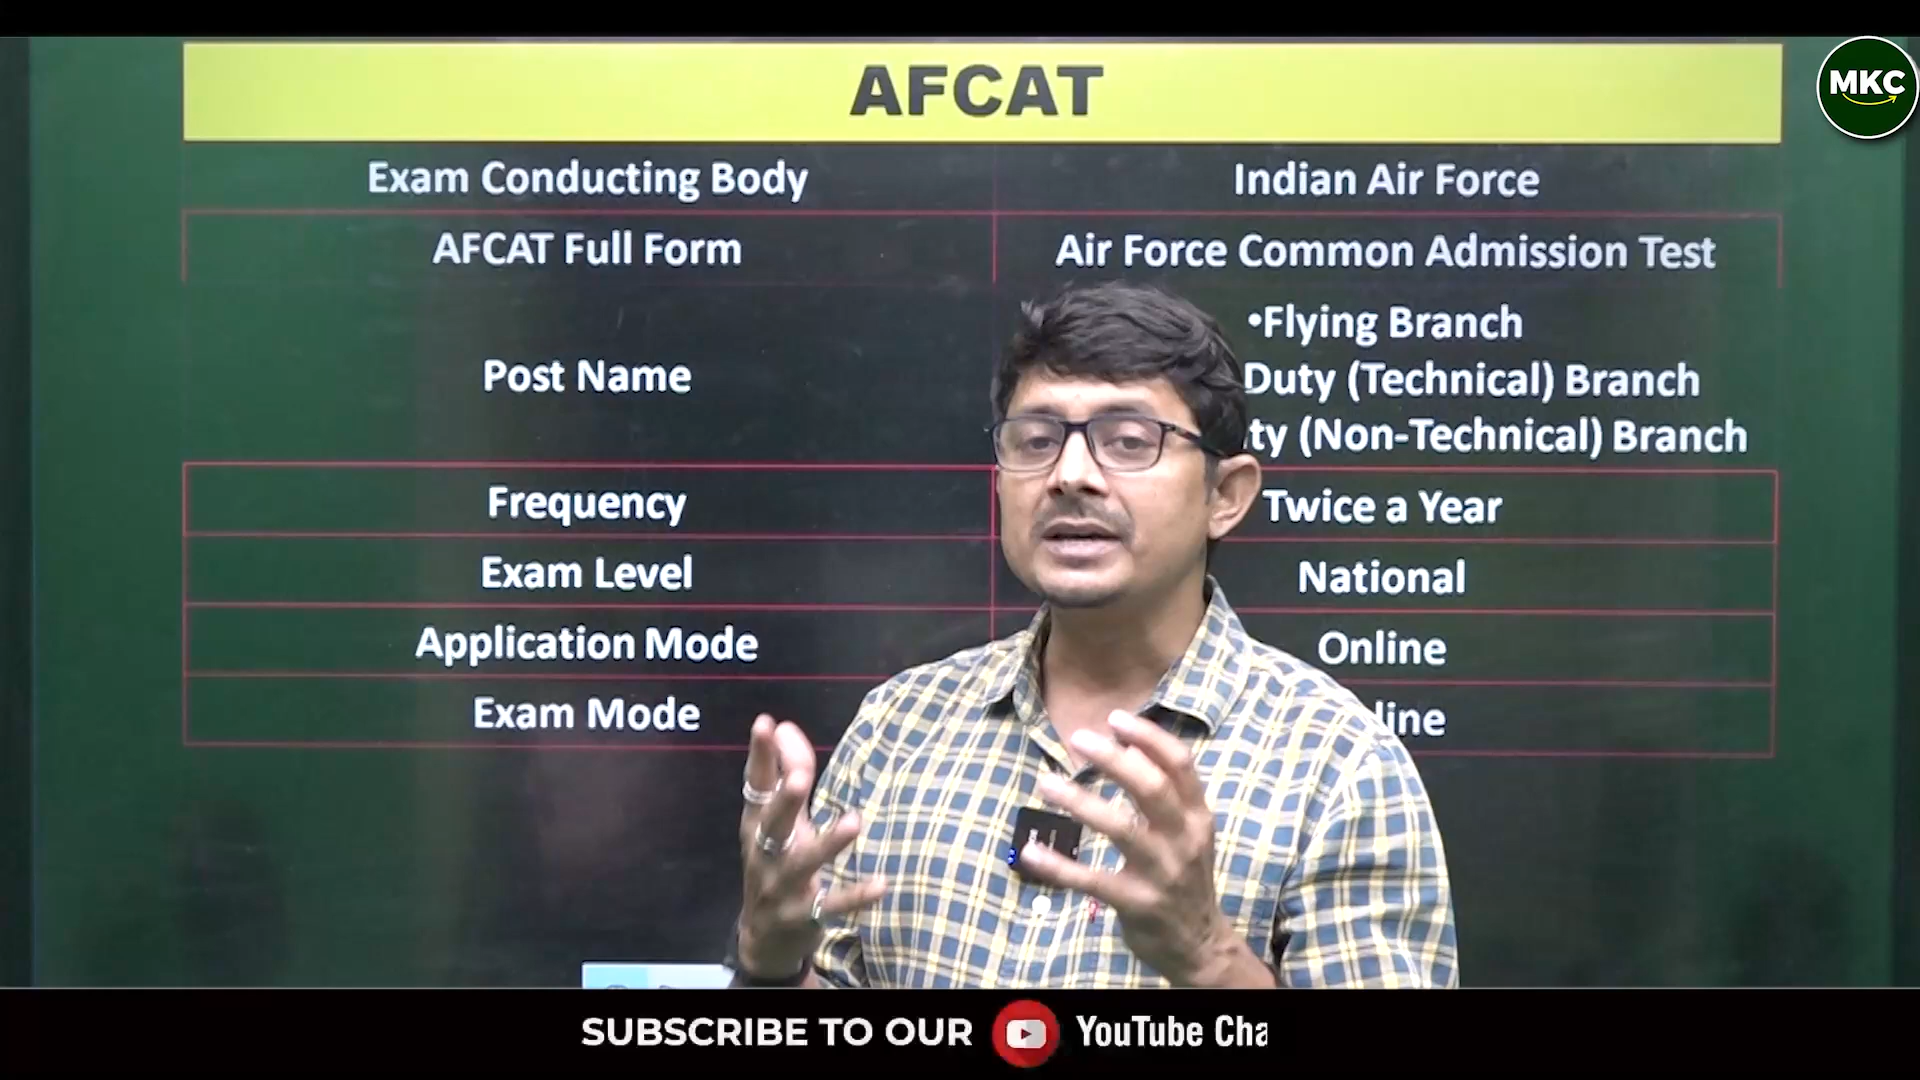 AFCAT
MKC
Exam Conducting Body
Indian Air Force
AFCAT Full Form
Air Force Common Admission Test
Post Name
•Flying Branch
Duty (Technical) Branch
(Non-Technical) Branch
Frequency
Twice a Year
Exam Level
National
Application Mode
Online
Exam Mode
line
SUBSCRIBE TO OUR YouTube Cha